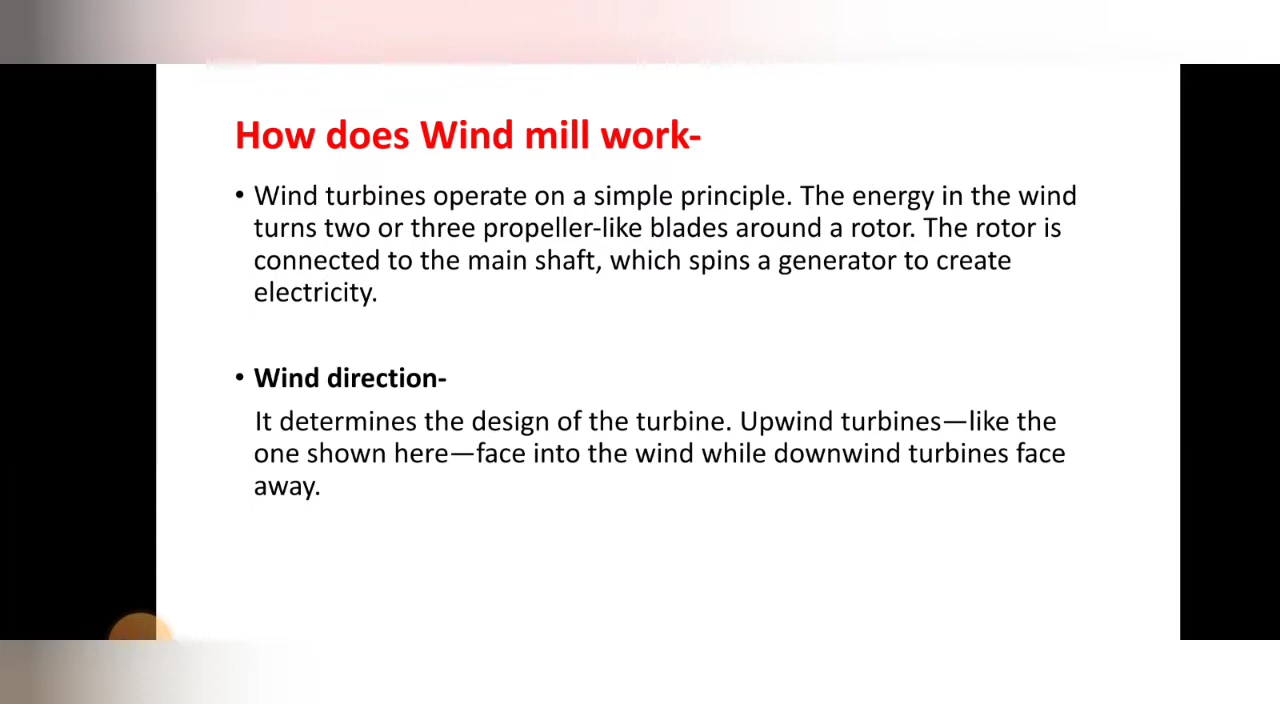 How does Wind mill work-
• Wind turbines operate on a simple principle. The energy in the wind
turns two or three propeller-like blades around a rotor. The rotor is
connected to the main shaft, which spins a generator to create
electricity.
• Wind direction-
It determines the design of the turbine. Upwind turbines—like the
one shown here—face into the wind while downwind turbines face
away.